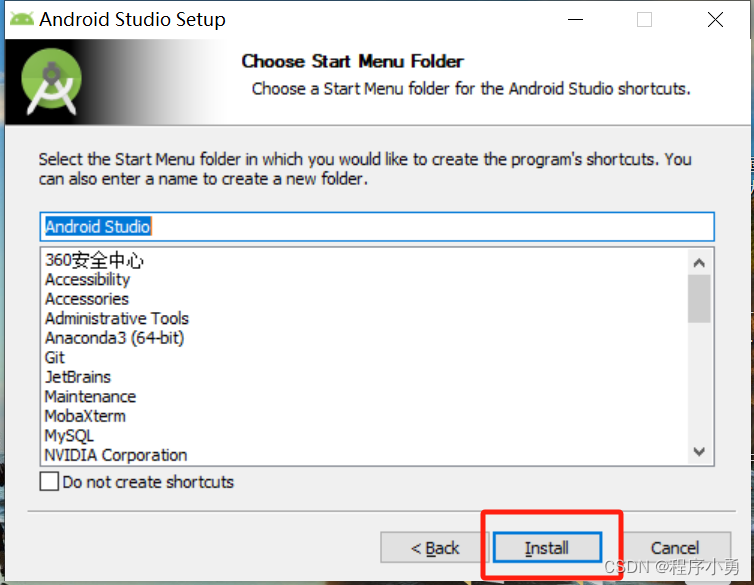 Android Studio Setup
Choose Start Menu Folder
Choose a Start Menu folder for the Android Studio shortcuts.
Select the Start Menu folder in which you would like to create the program's shortcuts. You
can also enter a name to create a new folder.
Android Studio
360安全中心
Accessibility
Accessories
Administrative Tools
Anaconda3 (64-bit)
Git
JetBrains
Maintenance
MobaXterm
MySQL
NVIDIA Corporation
Do not create shortcuts
< Back
Install
Cancel
CSDN @程序小勇